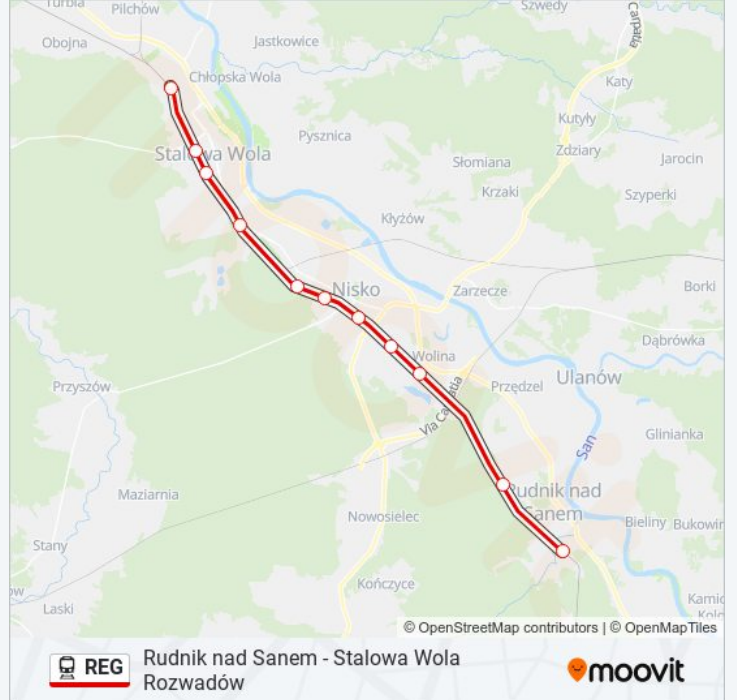 Turbia
Pilchów
Szwedy
Carpatia
Obojna
Jastkowice
Chłopska Wola
Katy
Kutyły
Pysznica
Zdziary
Stalowa Wola
Słomiana
Jarocin
Krzaki
Szyperki
Kłyżów
Nisko
Zarzecze
Borki
Dąbrówka
Wolina
Przyszów
Przędzel
Ulanów
Via Carpatia
Glinianka
San
Rudnik nad
Sanem
Maziarnia
Nowosielec
Bieliny
Stany
Kończyce
Laski
© OpenStreetMap contributors | © OpenMapTiles
REG
Rudnik nad Sanem - Stalowa Wola
Rozwadów
moovit